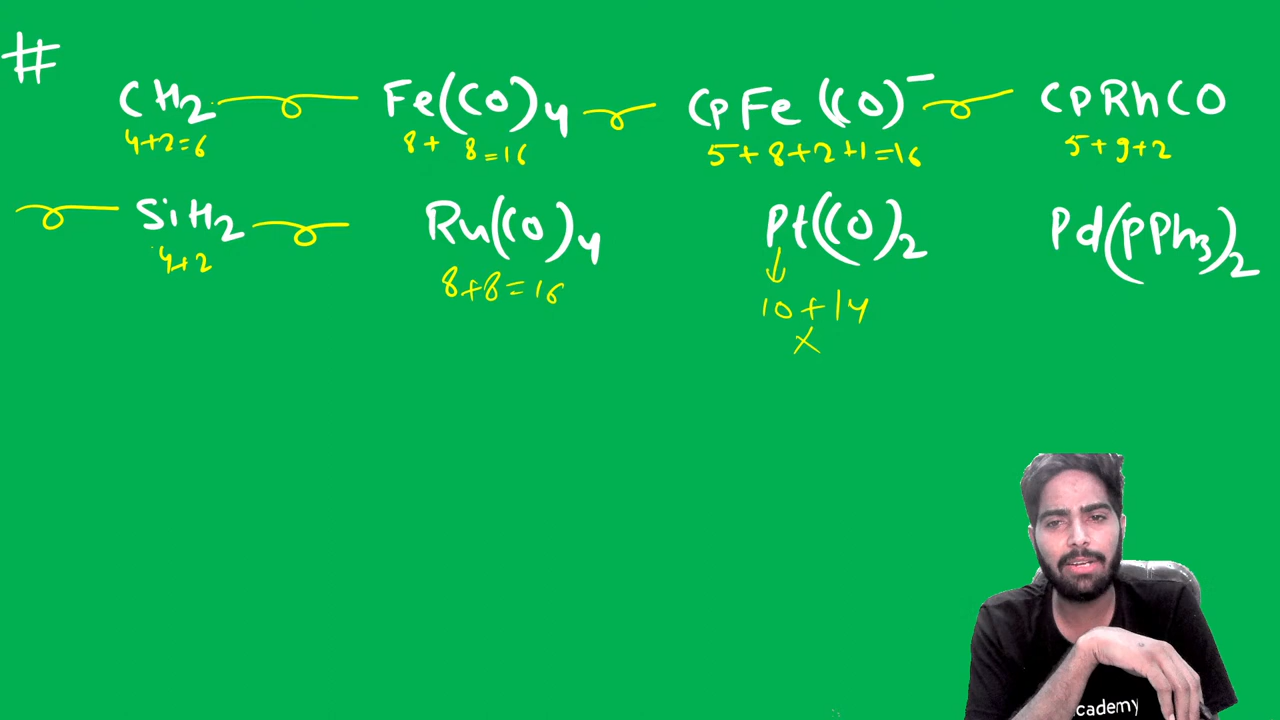 #
CH2 Fe(CO)4 CpFe(CO)⁻ CpRhCO
4+2=6 8+ 8=16 5+8+2+1=16 5+9+2
SiH2 Ru(CO)4 Pt(CO)2 Pd(PPh3)2
4+2 8+8=16 ↓
10+14
×
cademy